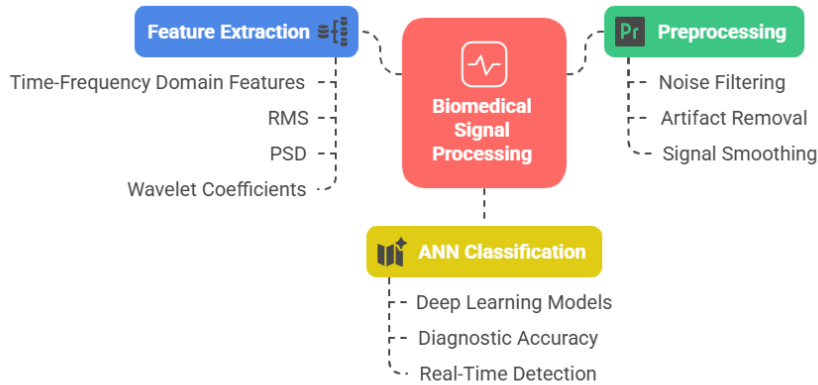 Feature Extraction
Time-Frequency Domain Features
RMS
PSD
Wavelet Coefficients
Biomedical
Signal
Processing
Pr Preprocessing
Noise Filtering
Artifact Removal
Signal Smoothing
ANN Classification
Deep Learning Models
Diagnostic Accuracy
Real-Time Detection